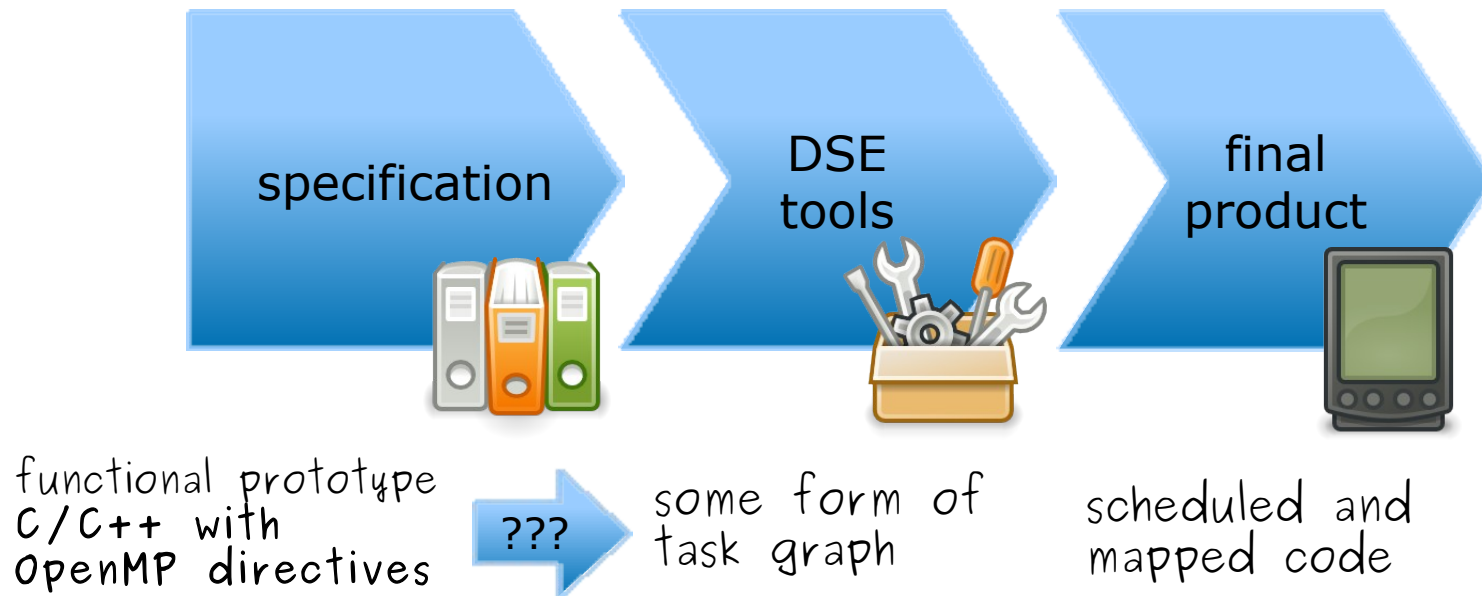 specification
DSE
tools
final
product
functional prototype
C/C++ with
OpenMP directives
???
some form of
task graph
scheduled and
mapped code